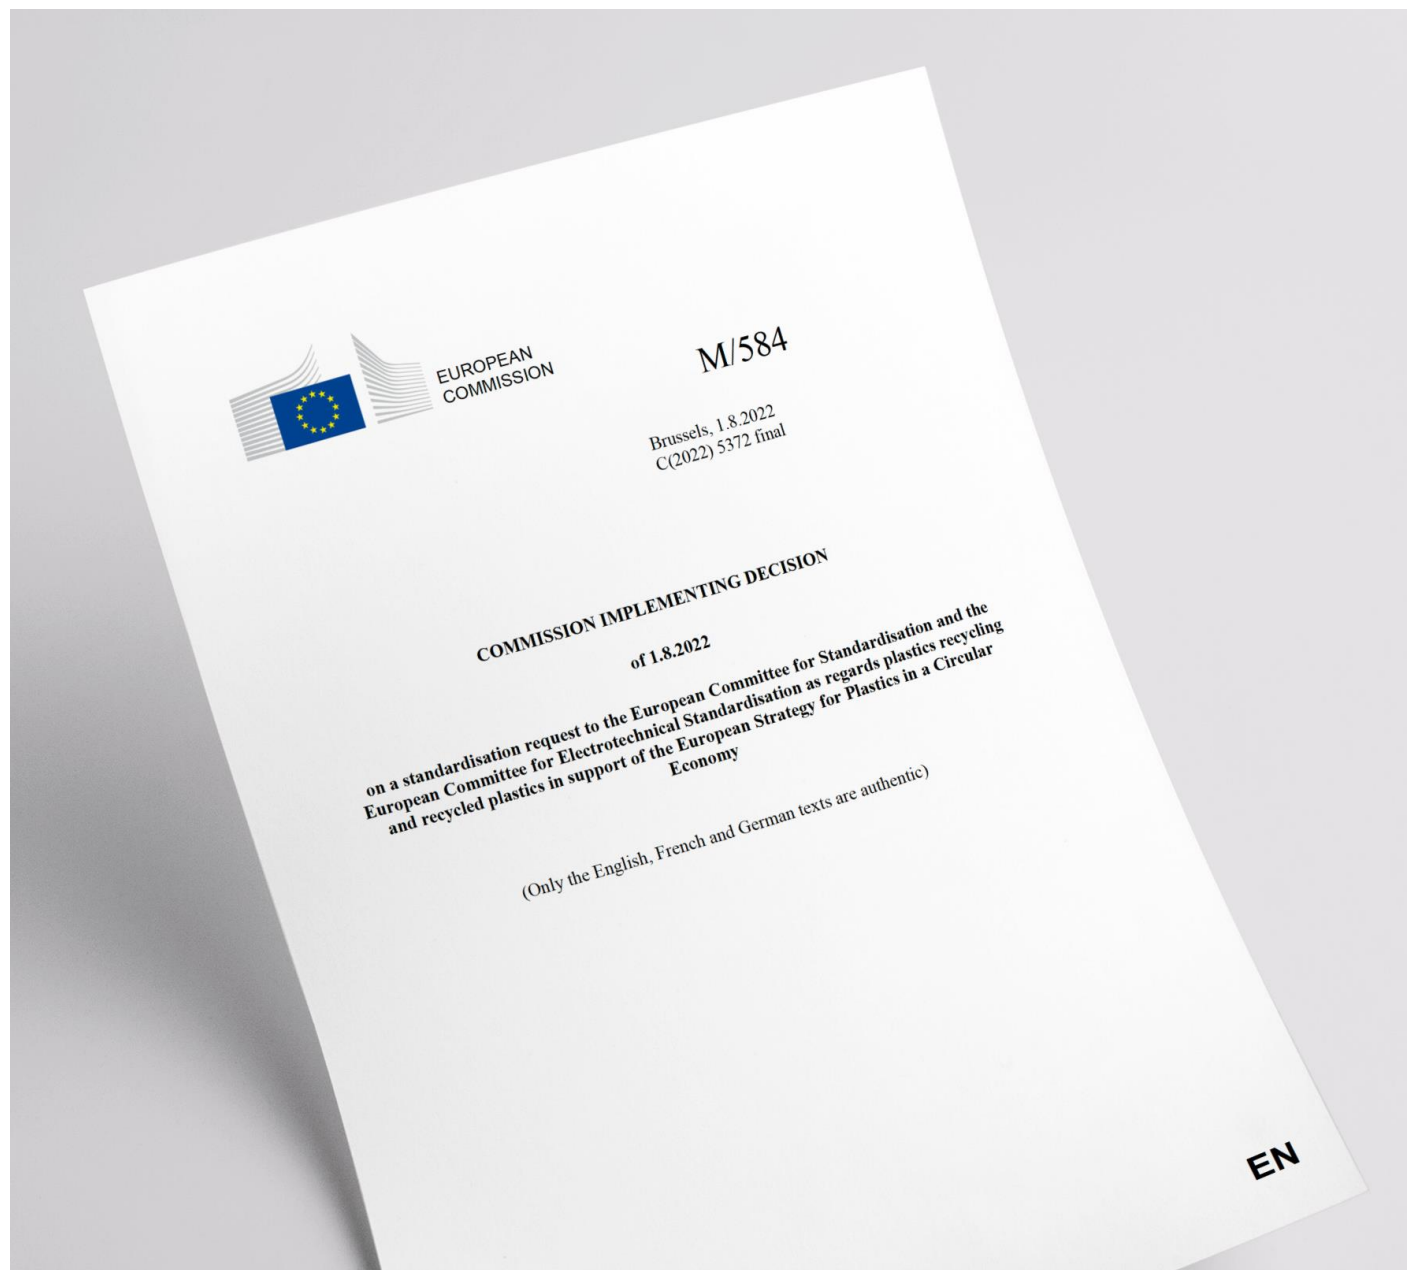 EUROPEAN
COMMISSION
M/584
Brussels, 1.8.2022
C(2022) 5372 final
COMMISSION IMPLEMENTING DECISION
of 1.8.2022
on a standardisation request to the European Committee for Standardisation and the
European Committee for Electrotechnical Standardisation as regards plastics recycling
and recycled plastics in support of the European Strategy for Plastics in a Circular
Economy
(Only the English, French and German texts are authentic)
EN